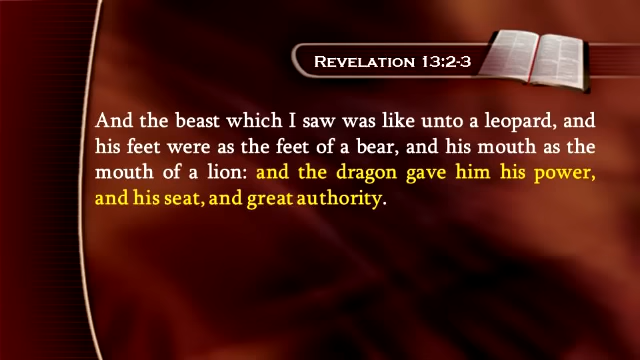 Revelation 13:2-3
And the beast which I saw was like unto a leopard, and
his feet were as the feet of a bear, and his mouth as the
mouth of a lion: and the dragon gave him his power,
and his seat, and great authority.